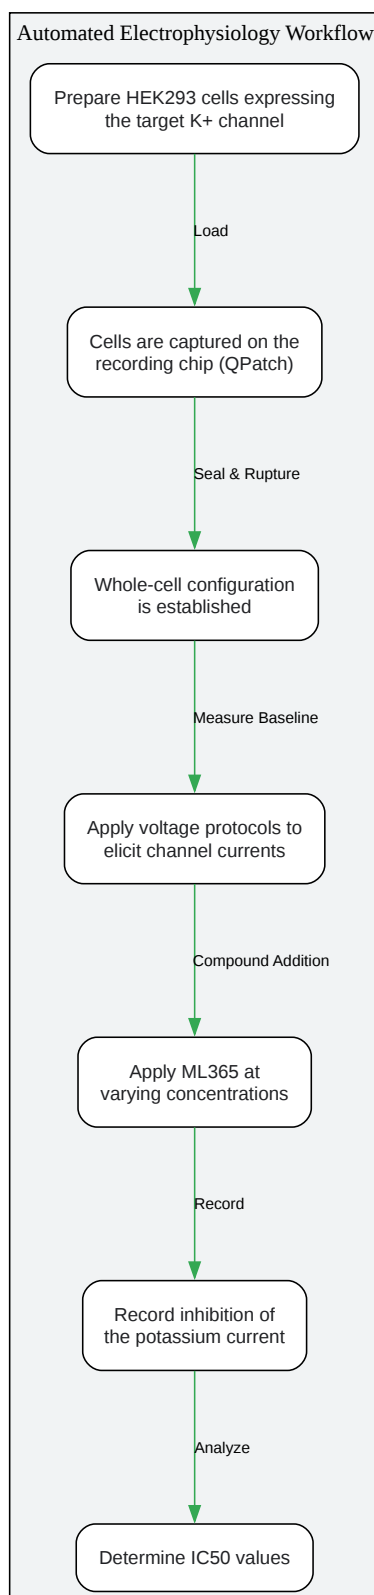 Automated Electrophysiology Workflow
Prepare HEK293 cells expressing
the target K+ channel
Load
Cells are captured on the
recording chip (QPatch)
Seal & Rupture
Whole-cell configuration
is established
Measure Baseline
Apply voltage protocols to
elicit channel currents
Compound Addition
Apply ML365 at
varying concentrations
Record
Record inhibition of
the potassium current
Analyze
Determine IC50 values